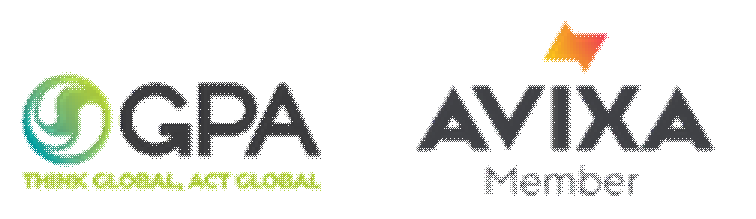 GPA
THINK GLOBAL, ACT GLOBAL
AVIXA
Member